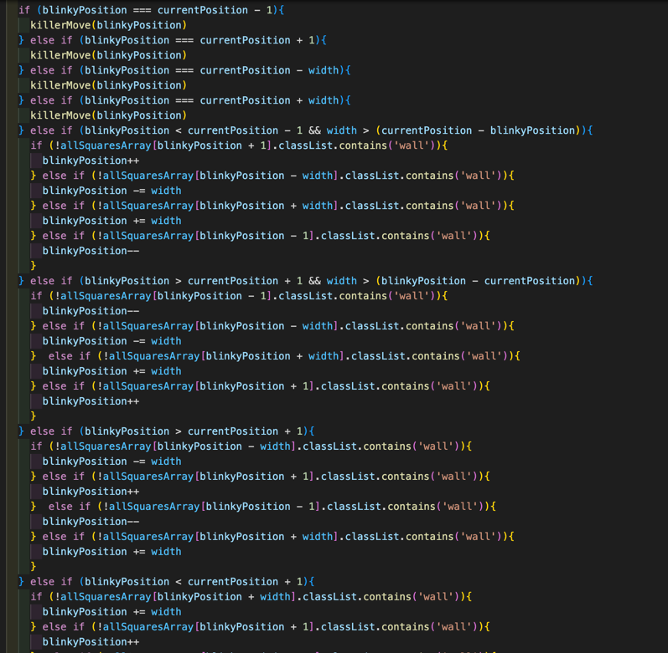 if (blinkyPosition === currentPosition - 1){
killerMove(blinkyPosition)
} else if (blinkyPosition === currentPosition + 1){
killerMove(blinkyPosition)
} else if (blinkyPosition === currentPosition - width){
killerMove(blinkyPosition)
} else if (blinkyPosition === currentPosition + width){
killerMove(blinkyPosition)
} else if (blinkyPosition < currentPosition - 1 && width > (currentPosition - blinkyPosition)){
if (!allSquaresArray[blinkyPosition + 1].classList.contains('wall')){
blinkyPosition++
} else if (!allSquaresArray[blinkyPosition - width].classList.contains('wall')){
blinkyPosition -= width
} else if (!allSquaresArray[blinkyPosition + width].classList.contains('wall')){
blinkyPosition += width
} else if (!allSquaresArray[blinkyPosition - 1].classList.contains('wall')){
blinkyPosition--
}
} else if (blinkyPosition > currentPosition + 1 && width > (blinkyPosition - currentPosition)){
if (!allSquaresArray[blinkyPosition - 1].classList.contains('wall')){
blinkyPosition--
} else if (!allSquaresArray[blinkyPosition - width].classList.contains('wall')){
blinkyPosition -= width
}  else if (!allSquaresArray[blinkyPosition + width].classList.contains('wall')){
blinkyPosition += width
} else if (!allSquaresArray[blinkyPosition + 1].classList.contains('wall')){
blinkyPosition++
}
} else if (blinkyPosition > currentPosition + 1){
if (!allSquaresArray[blinkyPosition - width].classList.contains('wall')){
blinkyPosition -= width
} else if (!allSquaresArray[blinkyPosition + 1].classList.contains('wall')){
blinkyPosition++
}  else if (!allSquaresArray[blinkyPosition - 1].classList.contains('wall')){
blinkyPosition--
} else if (!allSquaresArray[blinkyPosition + width].classList.contains('wall')){
blinkyPosition += width
}
} else if (blinkyPosition < currentPosition + 1){
if (!allSquaresArray[blinkyPosition + width].classList.contains('wall')){
blinkyPosition += width
} else if (!allSquaresArray[blinkyPosition + 1].classList.contains('wall')){
blinkyPosition++